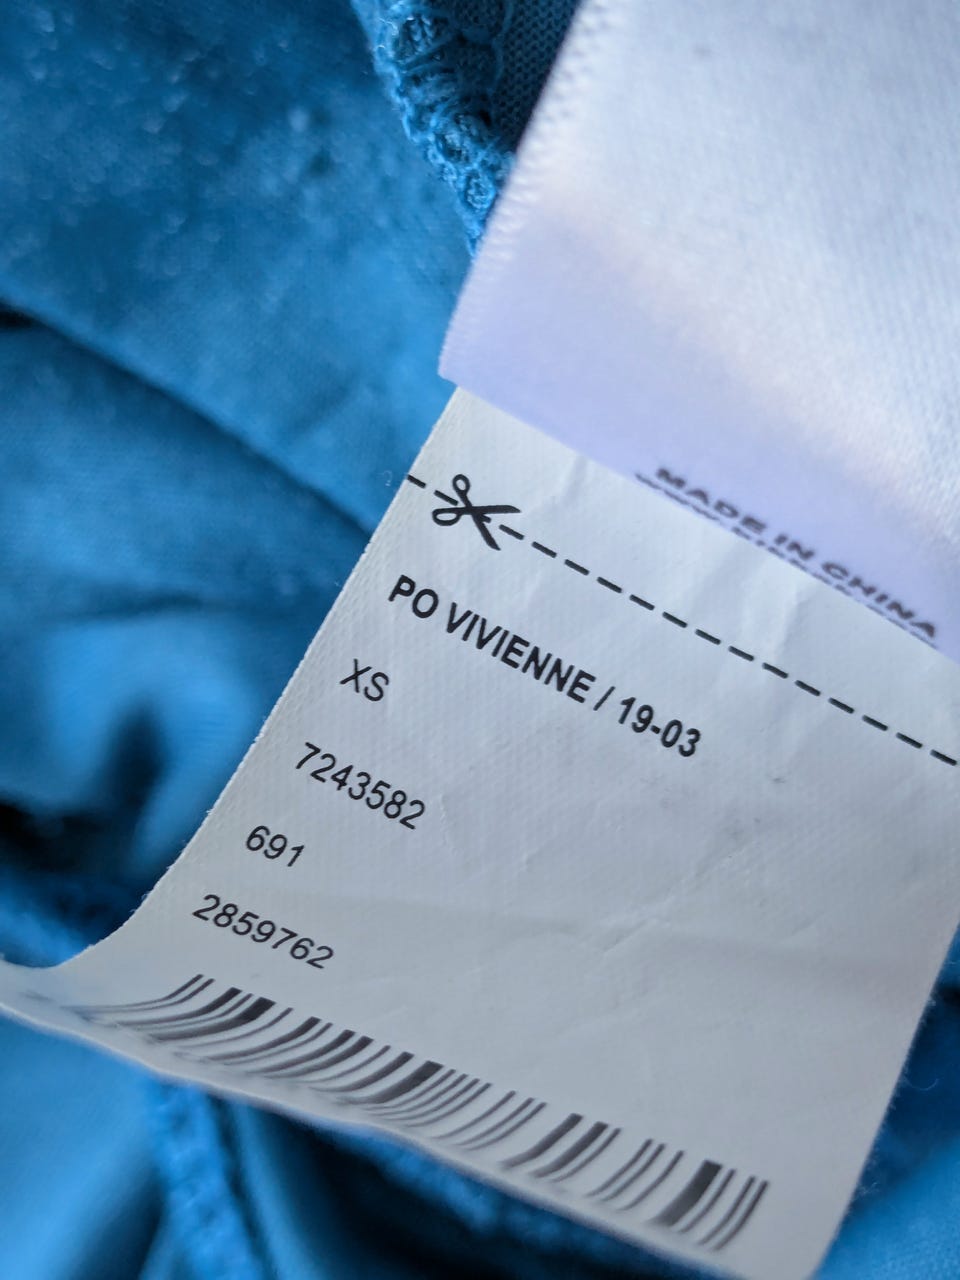 MADE IN CHINA
PO VIVIENNE / 19-03
XS
7243582
691
2859762